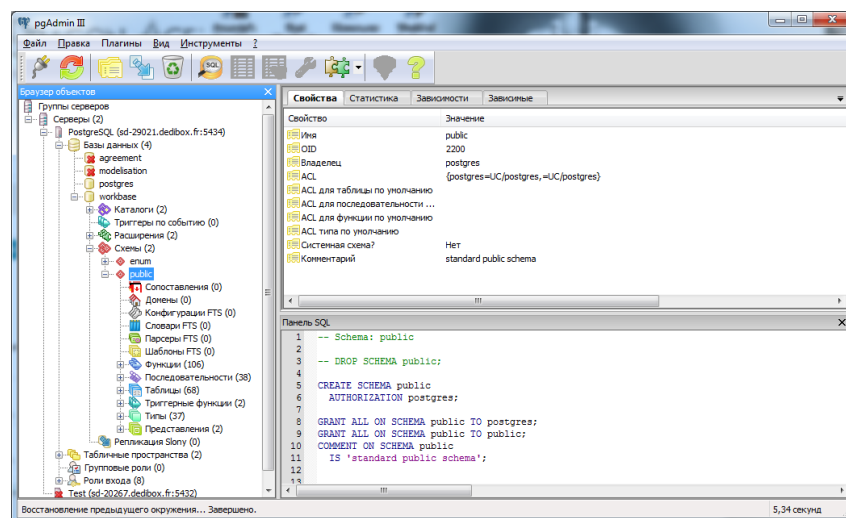 pgAdmin III
Файл Правка Плагины Вид Инструменты ?
SQL
Браузер объектов
Группы серверов
Серверы (2)
PostgreSQL (sd-29021.dedibox.fr:5434)
Базы данных (4)
agreement
modelisation
postgres
workbase
Каталоги (2)
Триггеры по событию (0)
Расширения (2)
Схемы (2)
enum
public
Сопоставления (0)
Домены (0)
Конфигурации FTS (0)
Словари FTS (0)
Парсеры FTS (0)
Шаблоны FTS (0)
Функции (106)
Последовательности (38)
Таблицы (68)
Триггерные функции (2)
Типы (37)
Представления (2)
Репликация Slony (0)
Табличные пространства (2)
Групповые роли (0)
Роли входа (8)
Test (sd-20267.dedibox.fr:5432)
Свойства Статистика Зависимости Зависимые
Свойство Значение
Имя public
OID 2200
Владелец postgres
ACL {postgres=UC/postgres,=UC/postgres}
ACL для таблицы по умолчанию
ACL для последовательности ...
ACL для функции по умолчанию
ACL типа по умолчанию
Системная схема? Нет
Комментарий standard public schema
Панель SQL
1 -- Schema: public
2
3 -- DROP SCHEMA public;
4
5 CREATE SCHEMA public
6 AUTHORIZATION postgres;
7
8 GRANT ALL ON SCHEMA public TO postgres;
9 GRANT ALL ON SCHEMA public TO public;
10 COMMENT ON SCHEMA public
11 IS 'standard public schema';
12
13
Восстановление предыдущего окружения... Завершено. 5,34 секунд